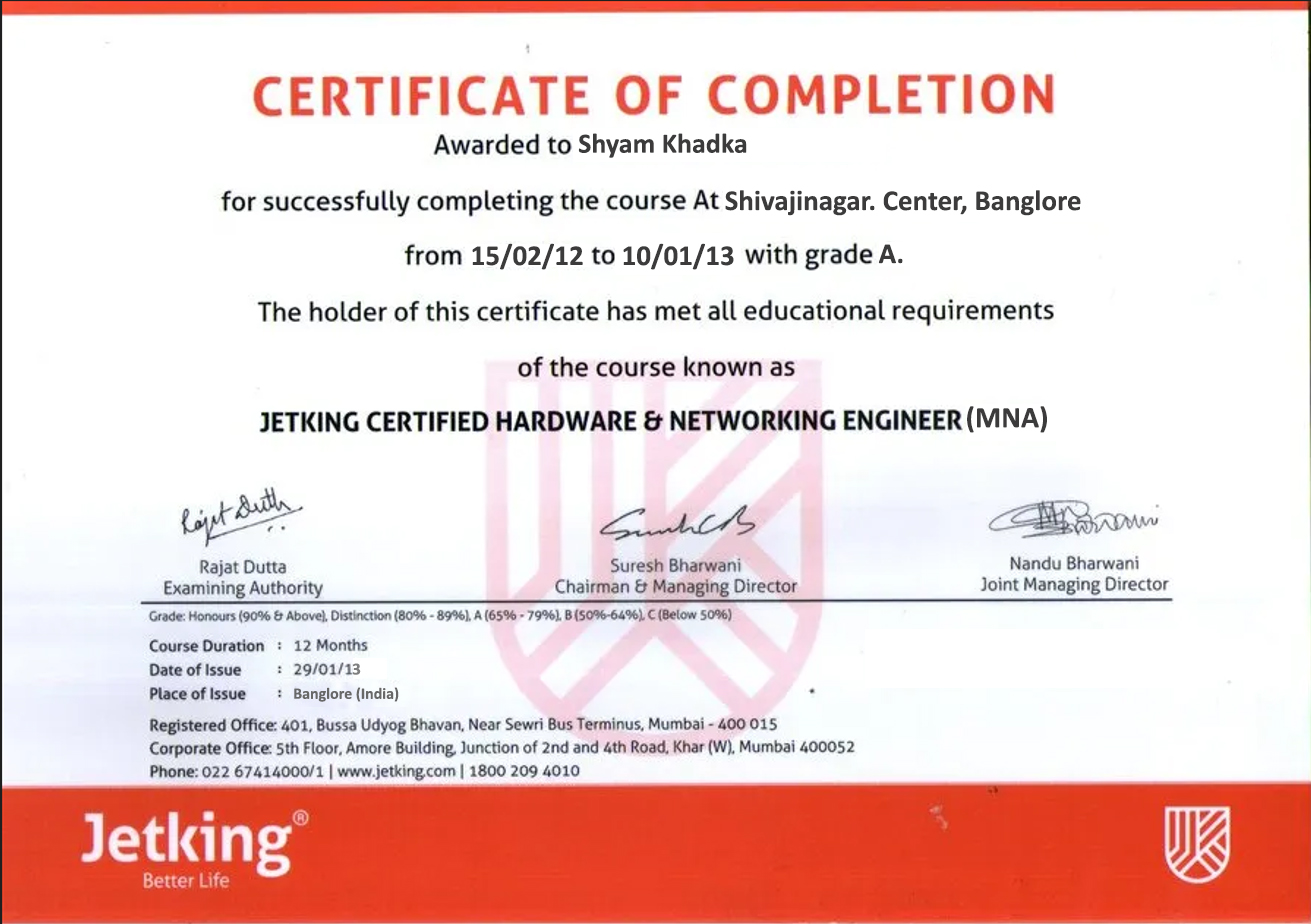 CERTIFICATE OF COMPLETION
Awarded to Shyam Khadka
for successfully completing the course At Shivajinagar. Center, Banglore
from 15/02/12 to 10/01/13 with grade A.
The holder of this certificate has met all educational requirements
of the course known as
JETKING CERTIFIED HARDWARE & NETWORKING ENGINEER (MNA)
Rajat Dutta
Examining Authority
Suresh Bharwani
Chairman & Managing Director
Nandu Bharwani
Joint Managing Director
Grade: Honours (90% & Above), Distinction (80% - 89%), A (65% - 79%), B (50%-64%), C (Below 50%)
Course Duration : 12 Months
Date of Issue : 29/01/13
Place of Issue : Banglore (India)
Registered Office: 401, Bussa Udyog Bhavan, Near Sewri Bus Terminus, Mumbai - 400 015
Corporate Office: 5th Floor, Amore Building, Junction of 2nd and 4th Road, Khar (W), Mumbai 400052
Phone: 022 67414000/1 | www.jetking.com | 1800 209 4010
Jetking®
Better Life